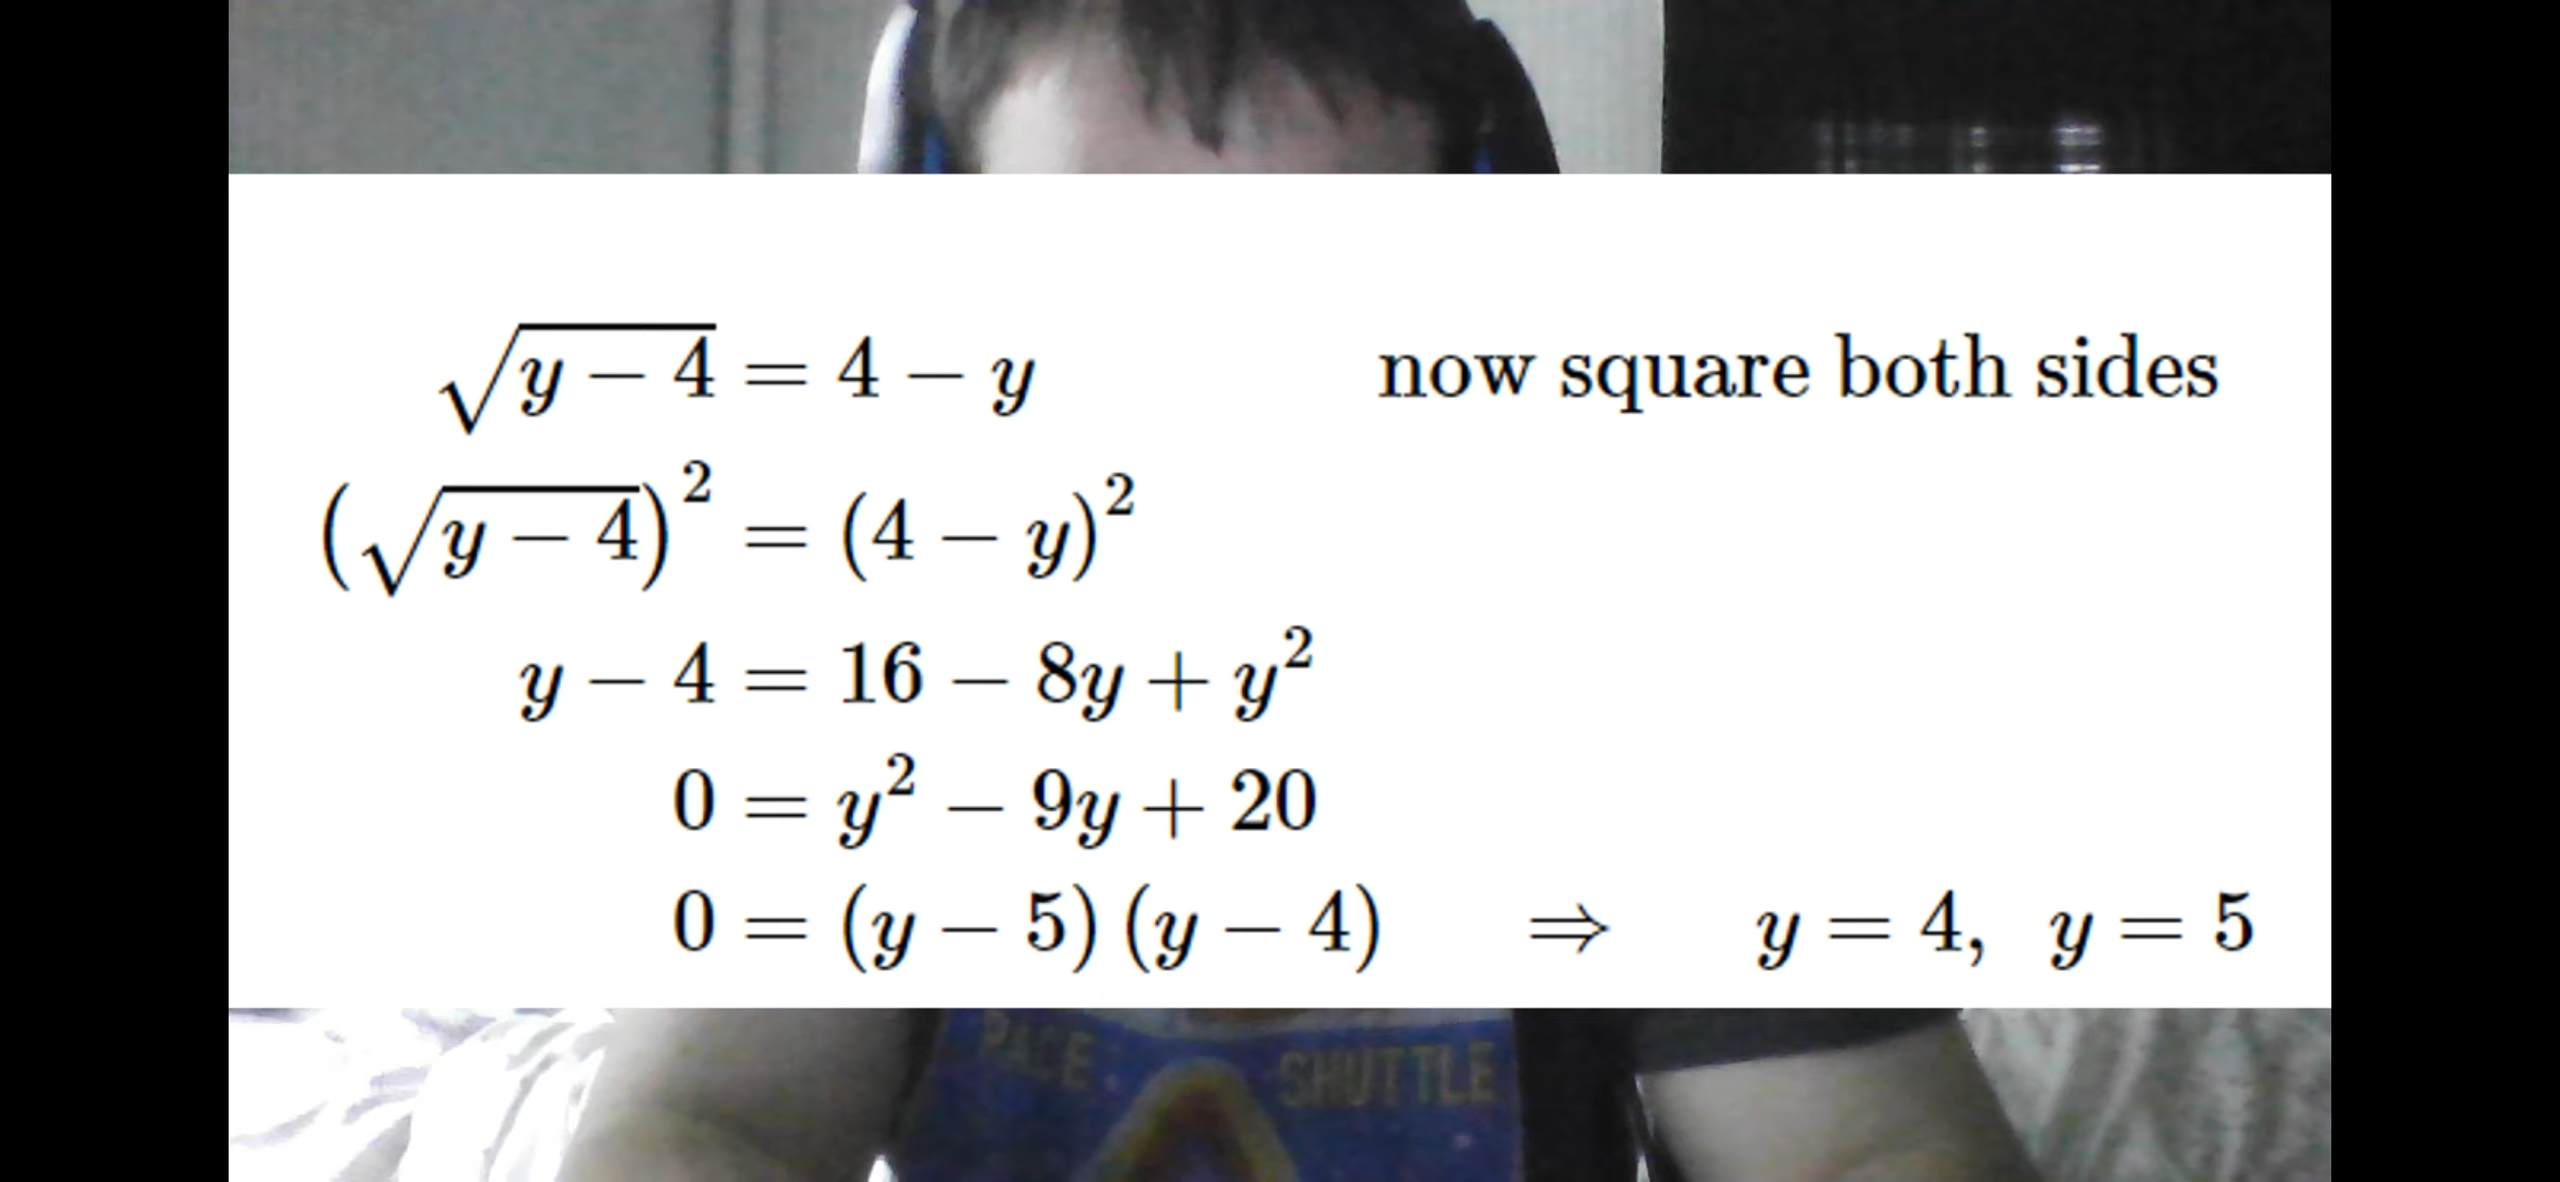 √(y − 4) = 4 − y now square both sides
(√(y − 4))² = (4 − y)²
y − 4 = 16 − 8y + y²
0 = y² − 9y + 20
0 = (y − 5)(y − 4) ⇒ y = 4, y = 5
SHUTTLE